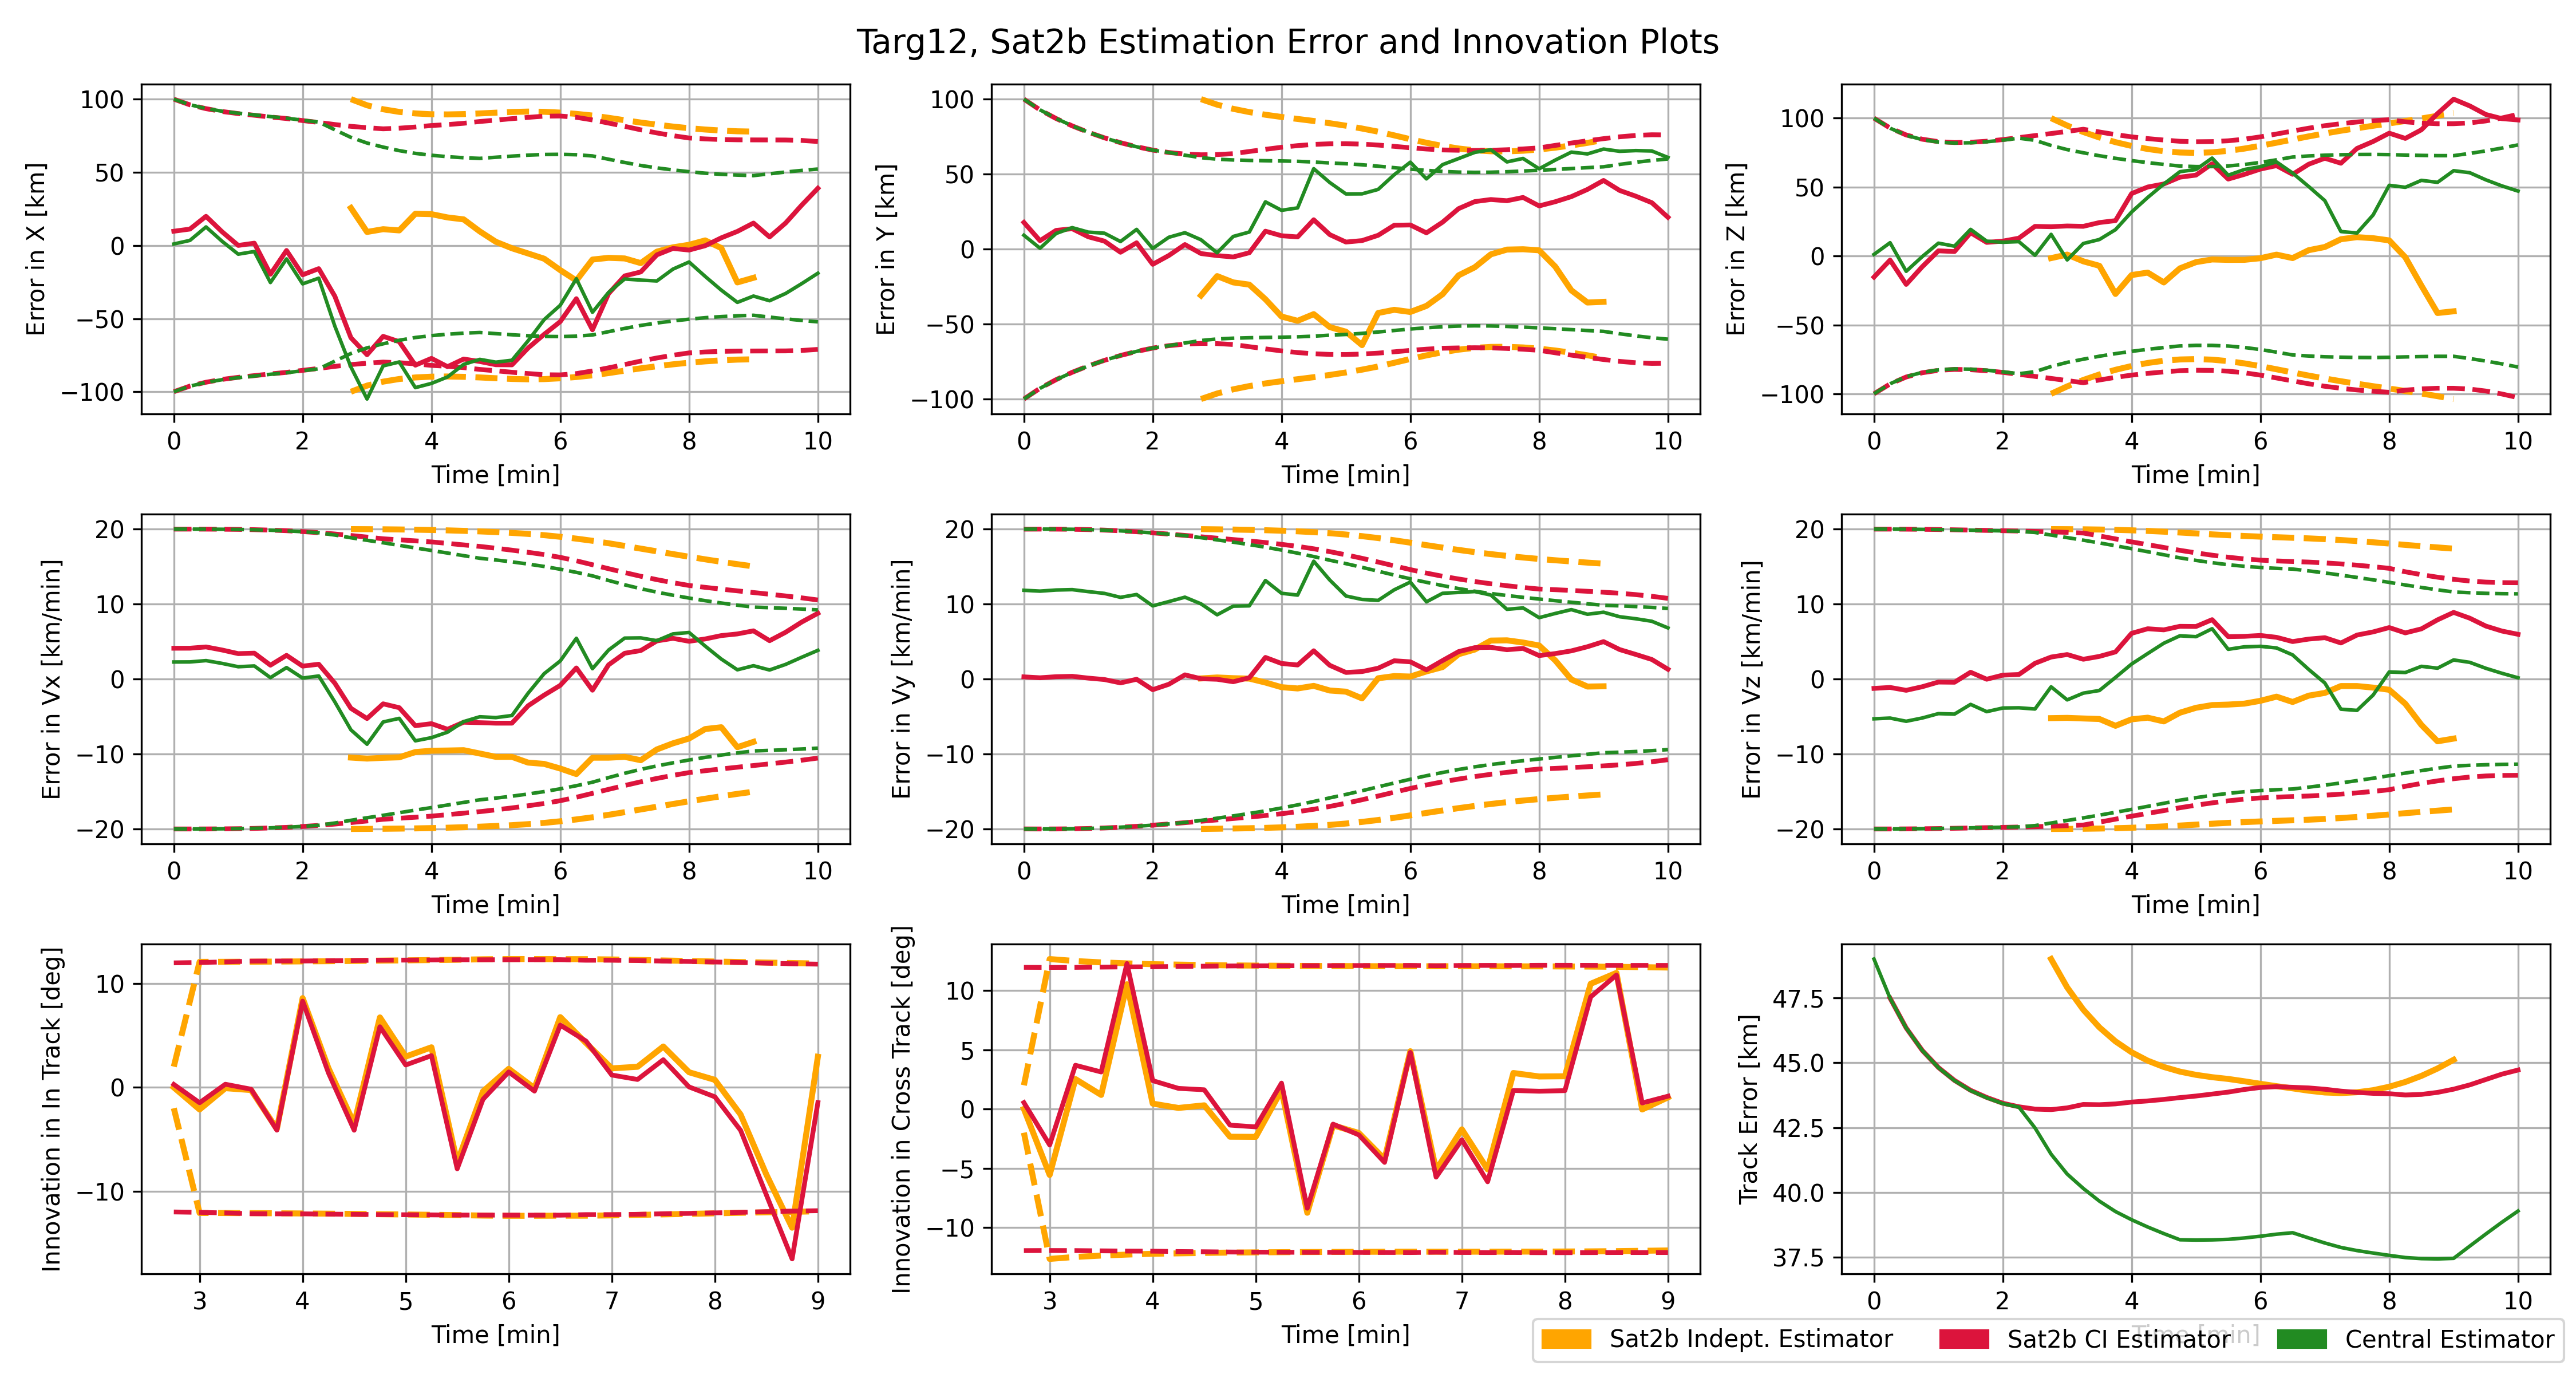 Targ12, Sat2b Estimation Error and Innovation Plots
Error in X [km]
100
50
0
−50
−100
0 2 4 6 8 10
Time [min]
Error in Y [km]
100
50
0
−50
−100
0 2 4 6 8 10
Time [min]
Error in Z [km]
100
50
0
−50
−100
0 2 4 6 8 10
Time [min]
Error in Vx [km/min]
20
10
0
−10
−20
0 2 4 6 8 10
Time [min]
Error in Vy [km/min]
20
10
0
−10
−20
0 2 4 6 8 10
Time [min]
Error in Vz [km/min]
20
10
0
−10
−20
0 2 4 6 8 10
Time [min]
Innovation in In Track [deg]
10
0
−10
3 4 5 6 7 8 9
Time [min]
Innovation in Cross Track [deg]
10
5
0
−5
−10
3 4 5 6 7 8 9
Time [min]
Track Error [km]
47.5
45.0
42.5
40.0
37.5
0 2 4 6 8 10
Time [min]
Sat2b Indept. Estimator Sat2b CI Estimator Central Estimator